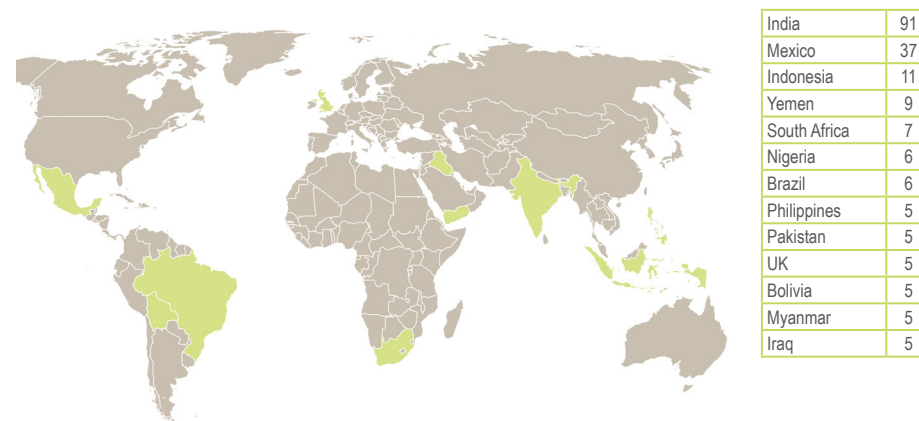 India 91
Mexico 37
Indonesia 11
Yemen 9
South Africa 7
Nigeria 6
Brazil 6
Philippines 5
Pakistan 5
UK 5
Bolivia 5
Myanmar 5
Iraq 5